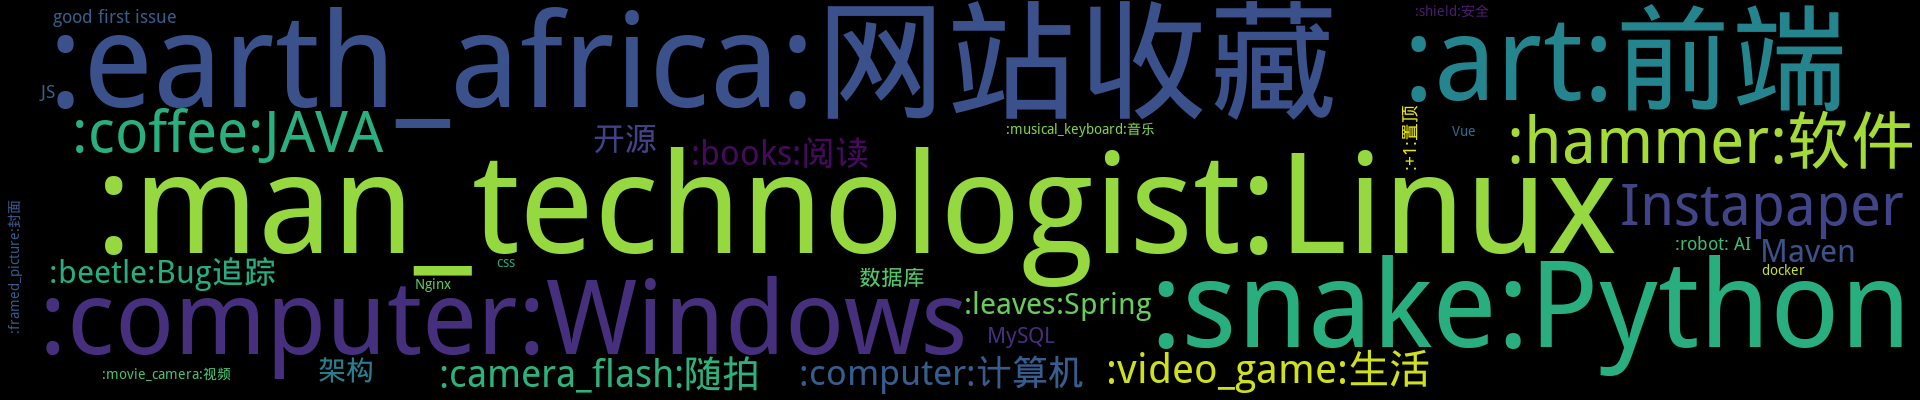 good first issue
:earth_africa:网站收藏
:shield:安全
:art:前端
JS
:coffee:JAVA
开源
:books:阅读
:musical_keyboard:音乐
:+1:置顶
Vue
:hammer:软件
:man_technologist:Linux
Instapaper
:framed_picture:封面
:robot: AI
Maven
:beetle:Bug追踪
css
Nginx
数据库
docker
:computer:Windows
:leaves:Spring
MySQL
:snake:Python
:movie_camera:视频
架构
:camera_flash:随拍
:computer:计算机
:video_game:生活